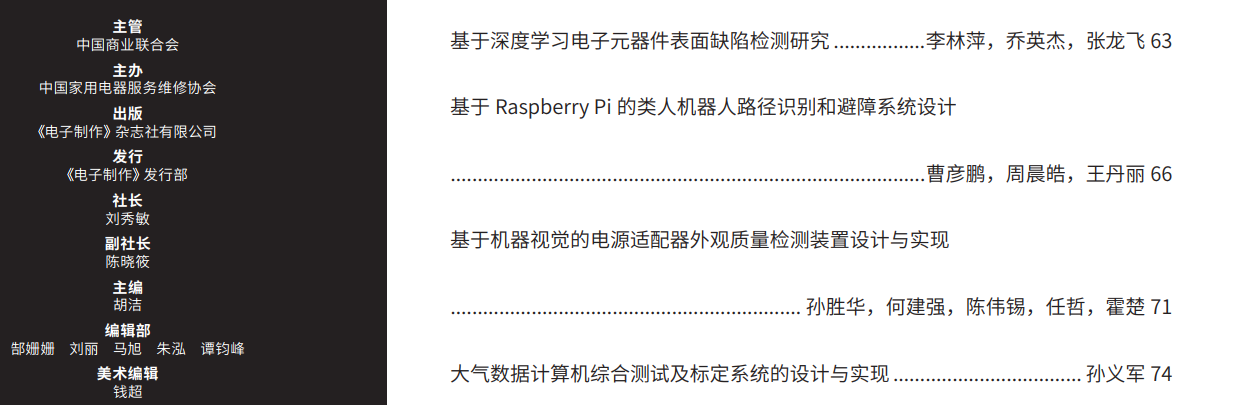 主管
中国商业联合会
主办
中国家用电器服务维修协会
出版
《电子制作》杂志社有限公司
发行
《电子制作》发行部
社长
刘秀敏
副社长
陈晓筱
主编
胡洁
编辑部
郜姗姗 刘丽 马旭 朱泓 谭钧峰
美术编辑
钱超
基于深度学习电子元器件表面缺陷检测研究 .................李林萍，乔英杰，张龙飞 63
基于 Raspberry Pi 的类人机器人路径识别和避障系统设计
........................................................................................曹彦鹏，周晨皓，王丹丽 66
基于机器视觉的电源适配器外观质量检测装置设计与实现
................................................................. 孙胜华，何建强，陈伟锡，任哲，霍楚 71
大气数据计算机综合测试及标定系统的设计与实现 ................................... 孙义军 74